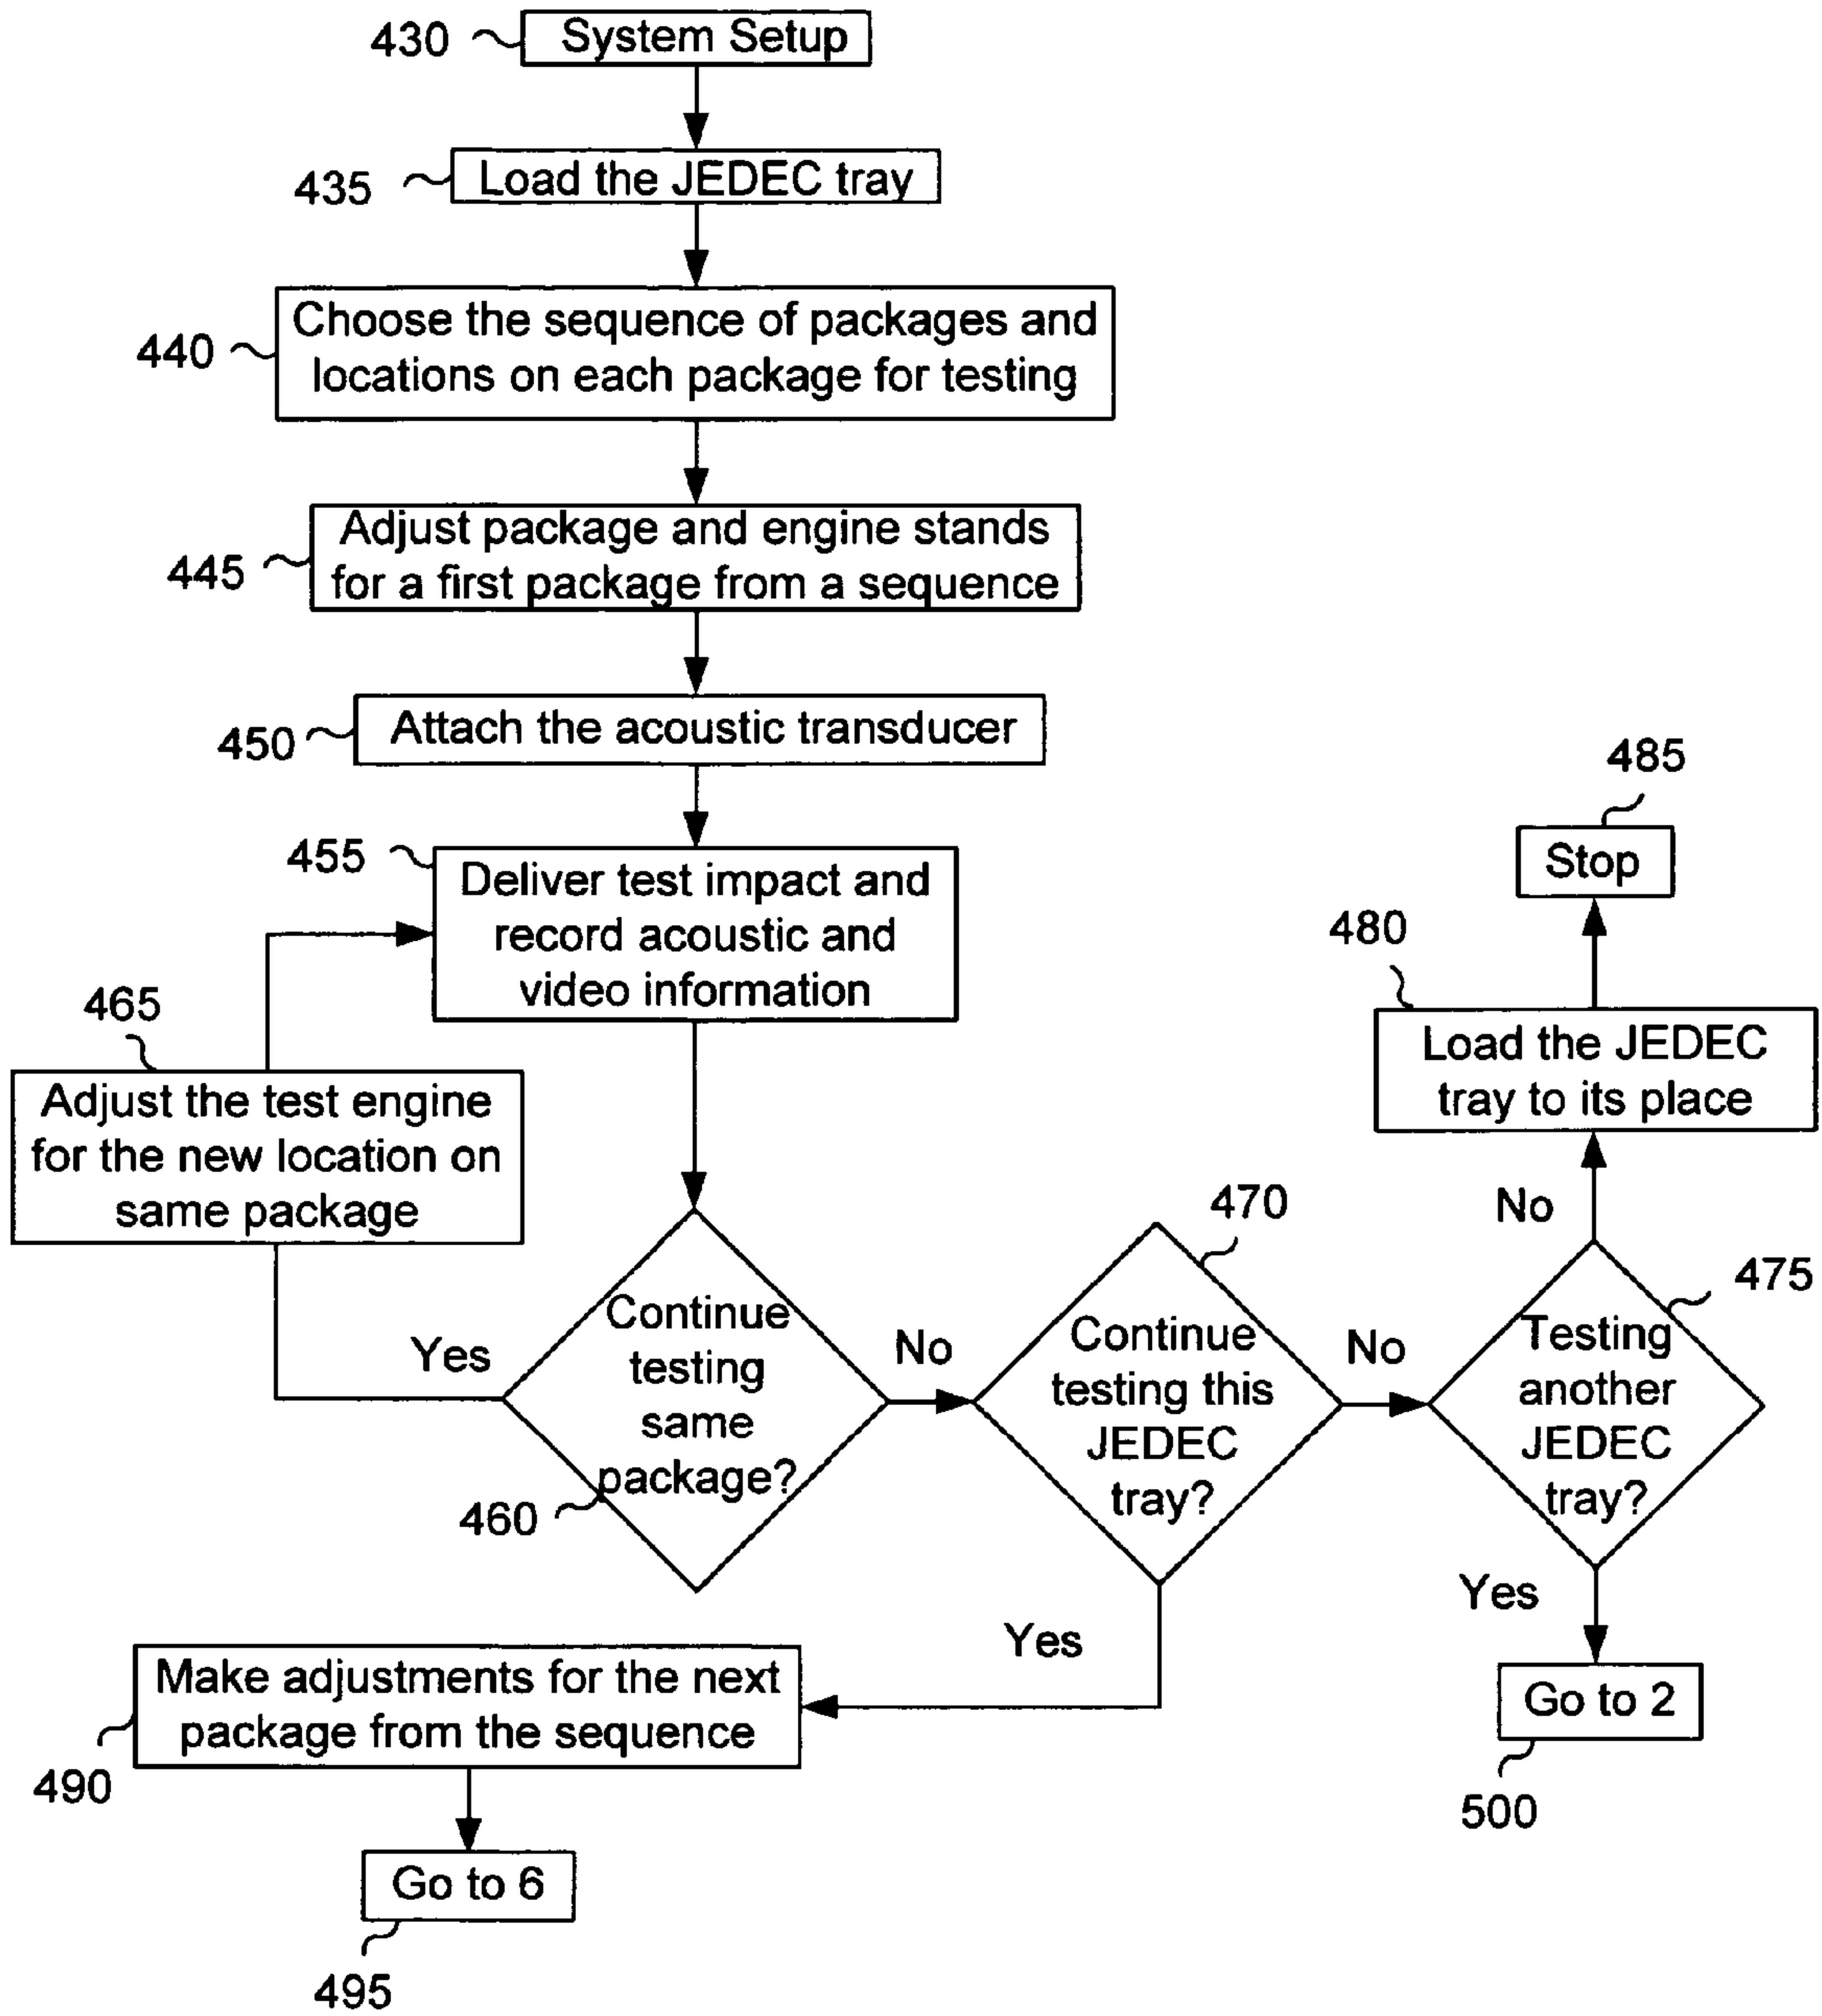 430
System Setup
435
Load the JEDEC tray
440
Choose the sequence of packages and
locations on each package for testing
445
Adjust package and engine stands
for a first package from a sequence
450
Attach the acoustic transducer
455
Deliver test impact and
record acoustic and
video information
465
Adjust the test engine
for the new location on
same package
Yes
Continue
testing
same
package?
460
No
470
Continue
testing this
JEDEC
tray?
No
475
Testing
another
JEDEC
tray?
No
480
Load the JEDEC
tray to its place
485
Stop
Yes
Go to 2
500
Yes
Make adjustments for the next
package from the sequence
490
Go to 6
495